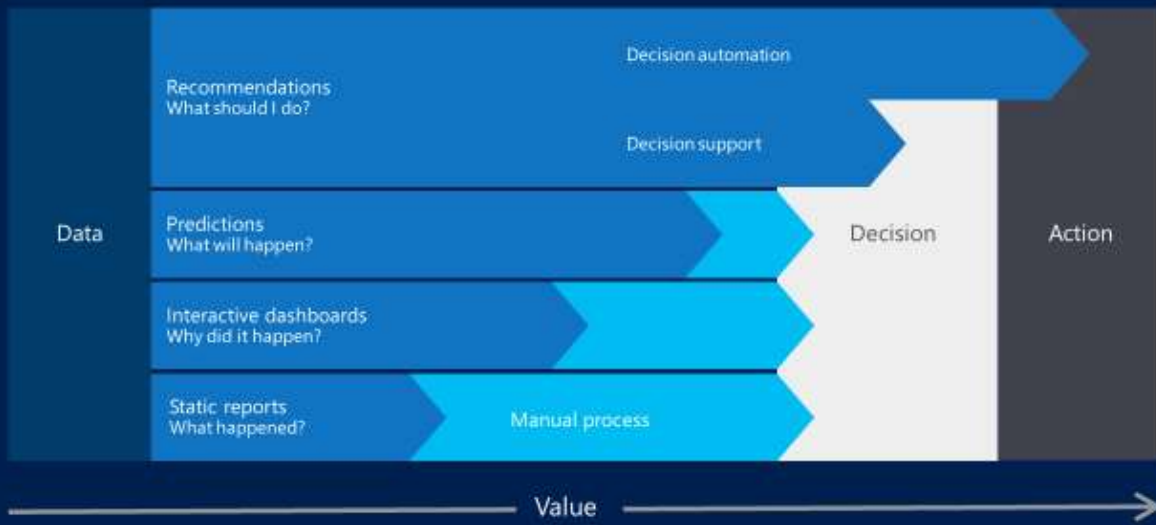 Data
Recommendations
What should I do?
Decision automation
Decision support
Predictions
What will happen?
Interactive dashboards
Why did it happen?
Static reports
What happened?
Manual process
Decision
Action
Value